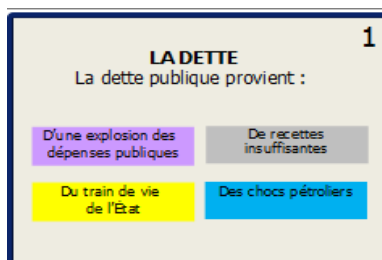 1
LA DETTE
La dette publique provient :
D'une explosion des
dépenses publiques
De recettes
insuffisantes
Du train de vie
de l'État
Des chocs pétroliers